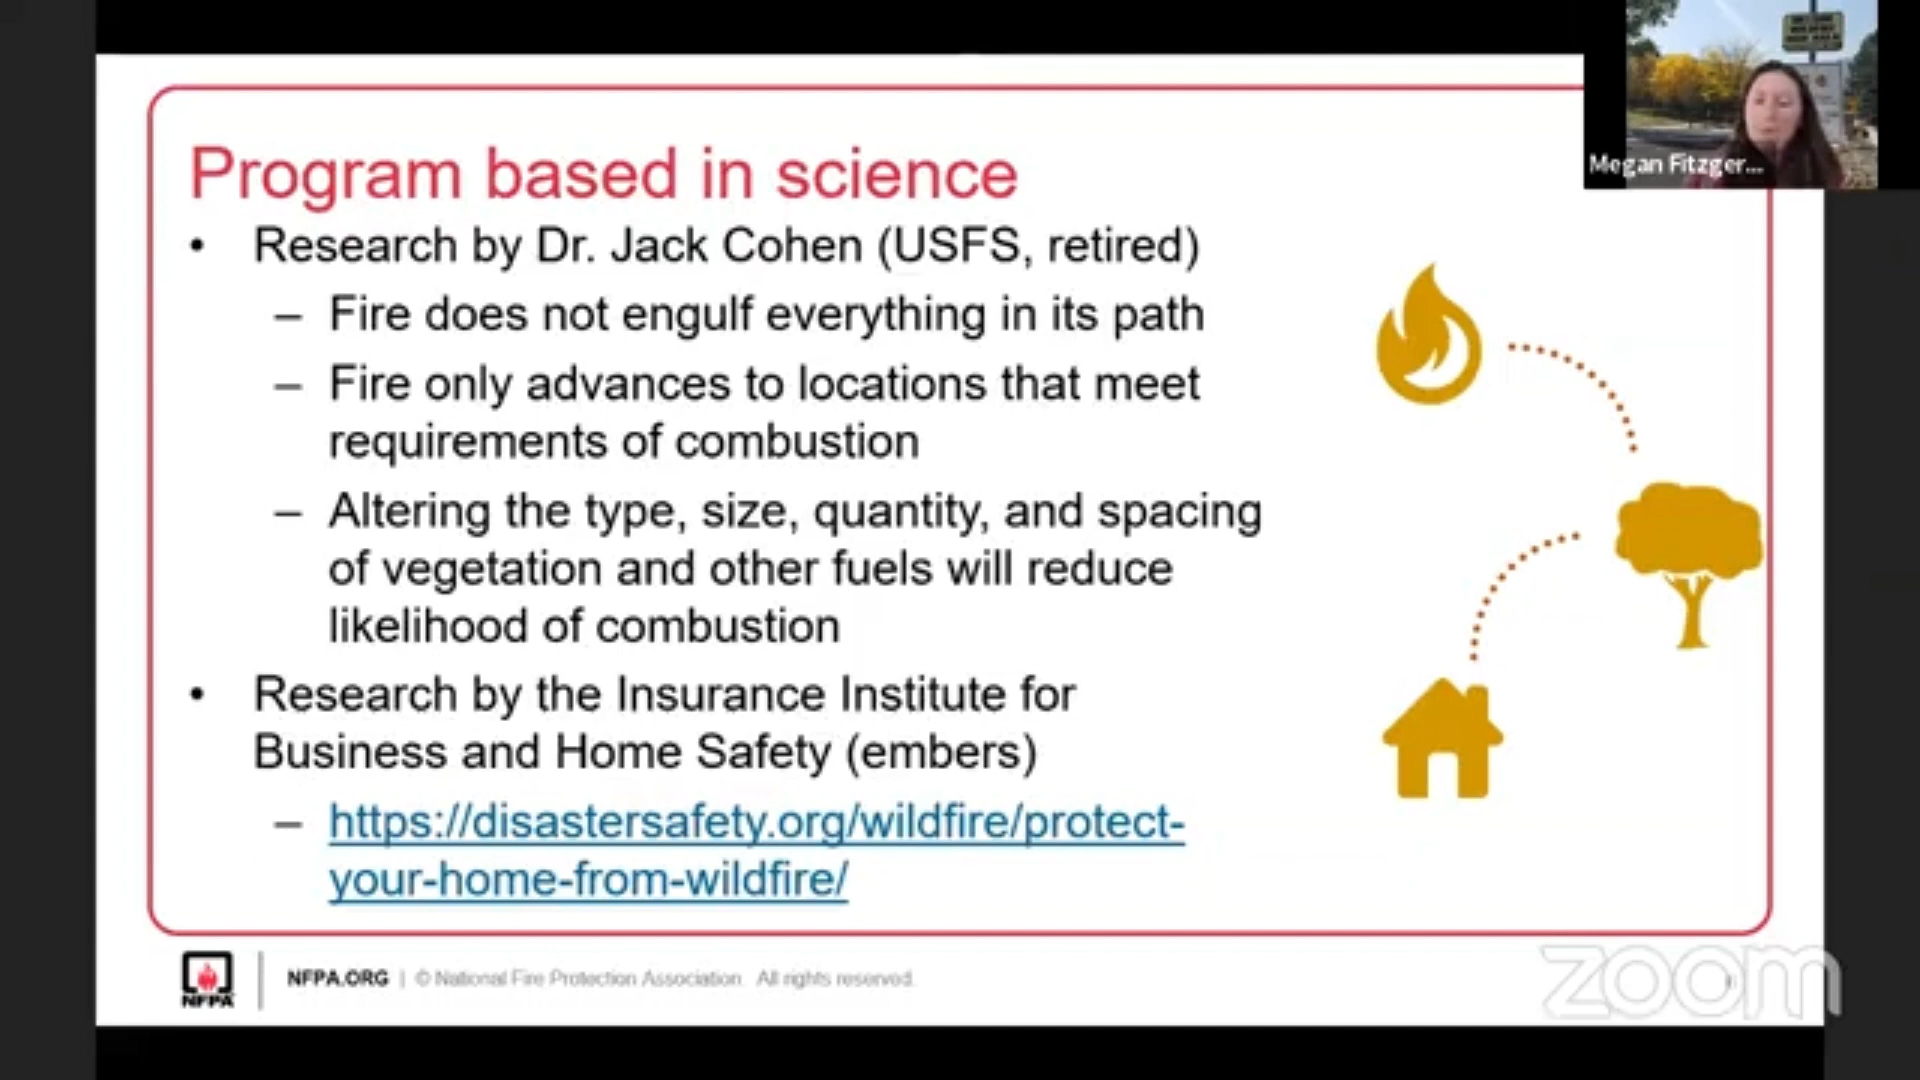 Megan Fitzger...
Program based in science
• Research by Dr. Jack Cohen (USFS, retired)
– Fire does not engulf everything in its path
– Fire only advances to locations that meet
requirements of combustion
– Altering the type, size, quantity, and spacing
of vegetation and other fuels will reduce
likelihood of combustion
• Research by the Insurance Institute for
Business and Home Safety (embers)
– https://disastersafety.org/wildfire/protect-
your-home-from-wildfire/
NFPA
NFPA.ORG | © National Fire Protection Association. All rights reserved.
zoom